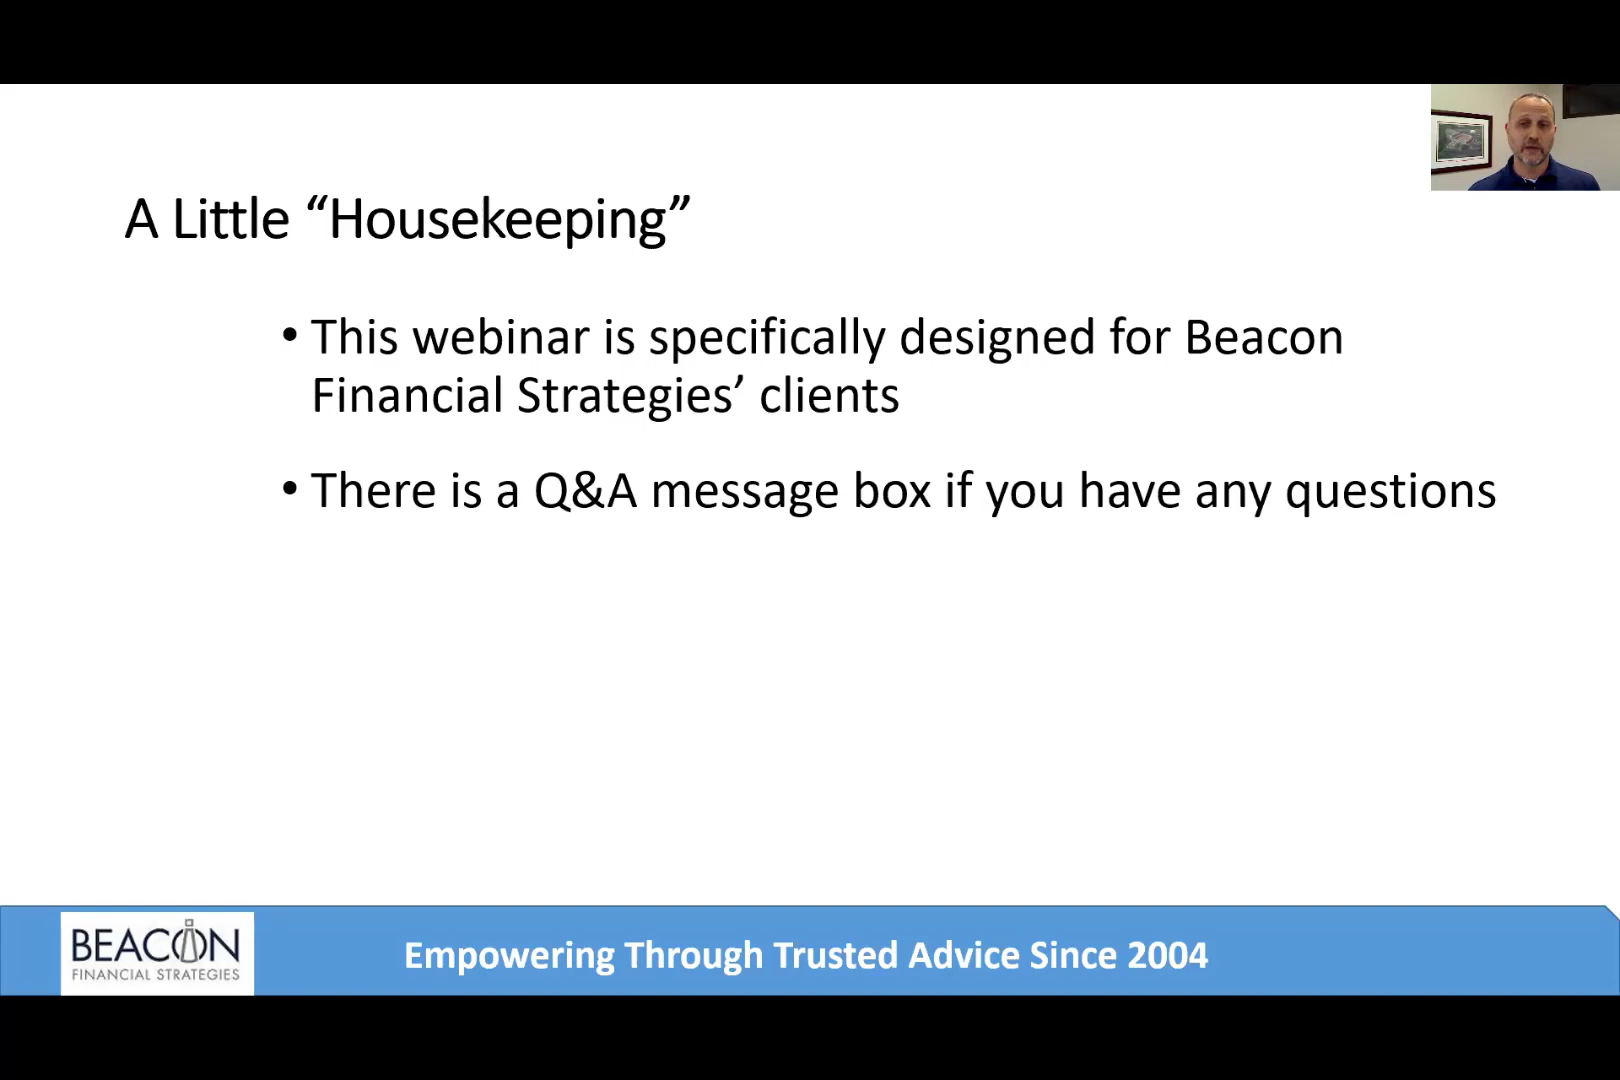 A Little “Housekeeping”
• This webinar is specifically designed for Beacon
Financial Strategies’ clients
• There is a Q&A message box if you have any questions
BEACON
FINANCIAL STRATEGIES
Empowering Through Trusted Advice Since 2004